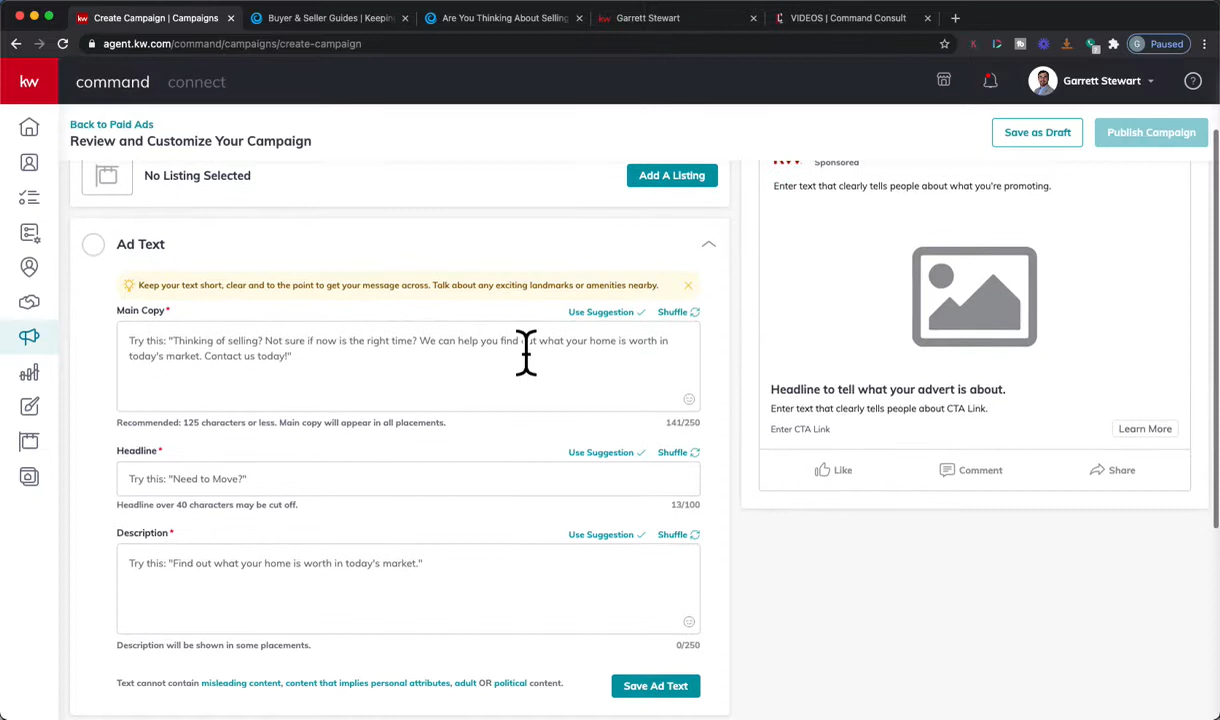 Create Campaign | Campaigns
Buyer & Seller Guides | Keepin
Are You Thinking About Selling
kw Garrett Stewart
VIDEOS | Command Consult
agent.kw.com/command/campaigns/create-campaign
G Paused
kw command connect
Garrett Stewart
Back to Paid Ads
Review and Customize Your Campaign
Save as Draft
Publish Campaign
No Listing Selected
Add A Listing
Sponsored
Enter text that clearly tells people about what you're promoting.
Ad Text
Keep your text short, clear and to the point to get your message across. Talk about any exciting landmarks or amenities nearby.
Main Copy*
Use Suggestion
Shuffle
Try this: "Thinking of selling? Not sure if now is the right time? We can help you find out what your home is worth in
today's market. Contact us today!"
Recommended: 125 characters or less. Main copy will appear in all placements.
141/250
Headline*
Use Suggestion
Shuffle
Try this: "Need to Move?"
Headline over 40 characters may be cut off.
13/100
Description*
Use Suggestion
Shuffle
Try this: "Find out what your home is worth in today's market."
Description will be shown in some placements.
0/250
Text cannot contain misleading content, content that implies personal attributes, adult OR political content.
Save Ad Text
Headline to tell what your advert is about.
Enter text that clearly tells people about CTA Link.
Enter CTA Link
Learn More
Like
Comment
Share